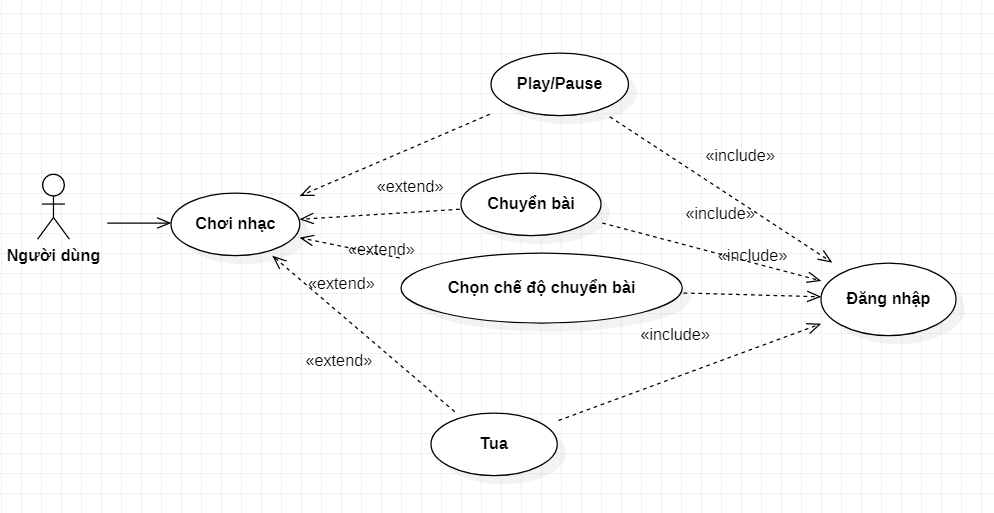 Play/Pause
«include»
«extend»
Chuyển bài
«include»
Chơi nhạc
Người dùng
«extend»
«include»
«extend»
Chọn chế độ chuyển bài
Đăng nhập
«include»
«extend»
Tua